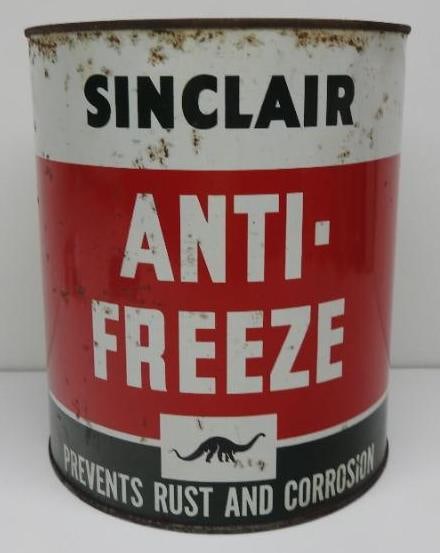 SINCLAIR
ANTI-
FREEZE
PREVENTS RUST AND CORROSION